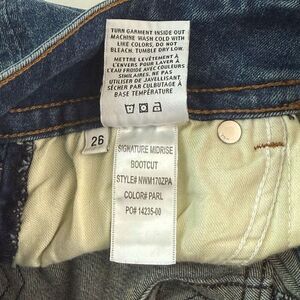 TURN GARMENT INSIDE OUT
MACHINE WASH COLD WITH
LIKE COLORS, DO NOT
BLEACH. TUMBLE DRY LOW.
METTRE LE VÊTEMENT À
L'ENVERS POUR LAVER À
L'EAU FROIDE AVEC COULEURS
SIMILAIRES, NE PAS
UTILISER DE JAVELLISANT
SÉCHER PAR CULBUTAGE À
BASE TEMPÉRATURE
26
SIGNATURE MIDRISE
BOOTCUT
STYLE# NWM170ZPA
COLOR# PARL
PO# 14235-00